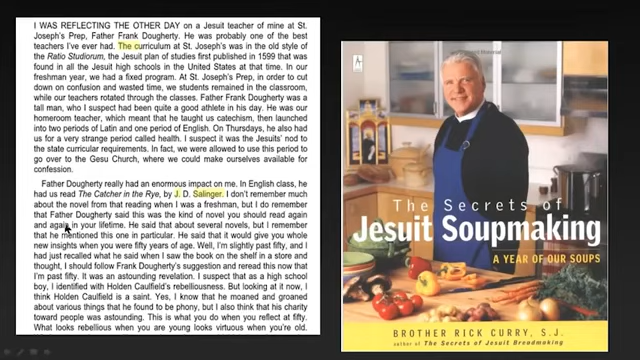 I WAS REFLECTING THE OTHER DAY on a Jesuit teacher of mine at St.
Joseph's Prep, Father Frank Dougherty. He was probably one of the best
teachers I've ever had. The curriculum at St. Joseph's was in the old style of
the Ratio Studiorum, the Jesuit plan of studies first published in 1599 that was
found in all the Jesuit high schools in the United States at that time. In our
freshman year, we had a fixed program. At St. Joseph's Prep, in order to cut
down on confusion and wasted time, we students remained in the classroom,
while our teachers rotated through the classes. Father Frank Dougherty was a
tall man, who I suspect had been quite a good athlete in his day. He was our
homeroom teacher, which meant that he taught us catechism, then launched
into two periods of Latin and one period of English. On Thursdays, he also had
us for a very strange period called health. I suspect it was the Jesuits' nod to
the state curricular requirements. In fact, we were allowed to use this period to
go over to the Gesu Church, where we could make ourselves available for
confession.
Father Dougherty really had an enormous impact on me. In English class, he
had us read The Catcher in the Rye, by J. D. Salinger. I don't remember much
about the novel from that reading when I was a freshman, but I do remember
that Father Dougherty said this was the kind of novel you should read again
and again in your lifetime. He said that about several novels, but I remember
that he mentioned this one in particular. He said that it would give you whole
new insights when you were fifty years of age. Well, I'm slightly past fifty, and I
had just recalled what he said when I saw the book on the shelf in a store and
thought, I should follow Frank Dougherty's suggestion and reread this now that
I'm past fifty. It was an astounding revelation. I suspect that as a high school
boy, I identified with Holden Caulfield's rebelliousness. But looking at it now, I
think Holden Caulfield is a saint. Yes, I know that he moaned and groaned
about various things that he found to be phony, but I also think that his charity
toward people was astounding. This is what you do when you reflect at fifty.
What looks rebellious when you are young looks virtuous when you're old.
The Secrets of
Jesuit Soupmaking
A YEAR OF OUR SOUPS
BROTHER RICK CURRY, S.J.
author of The Secrets of Jesuit Breadmaking